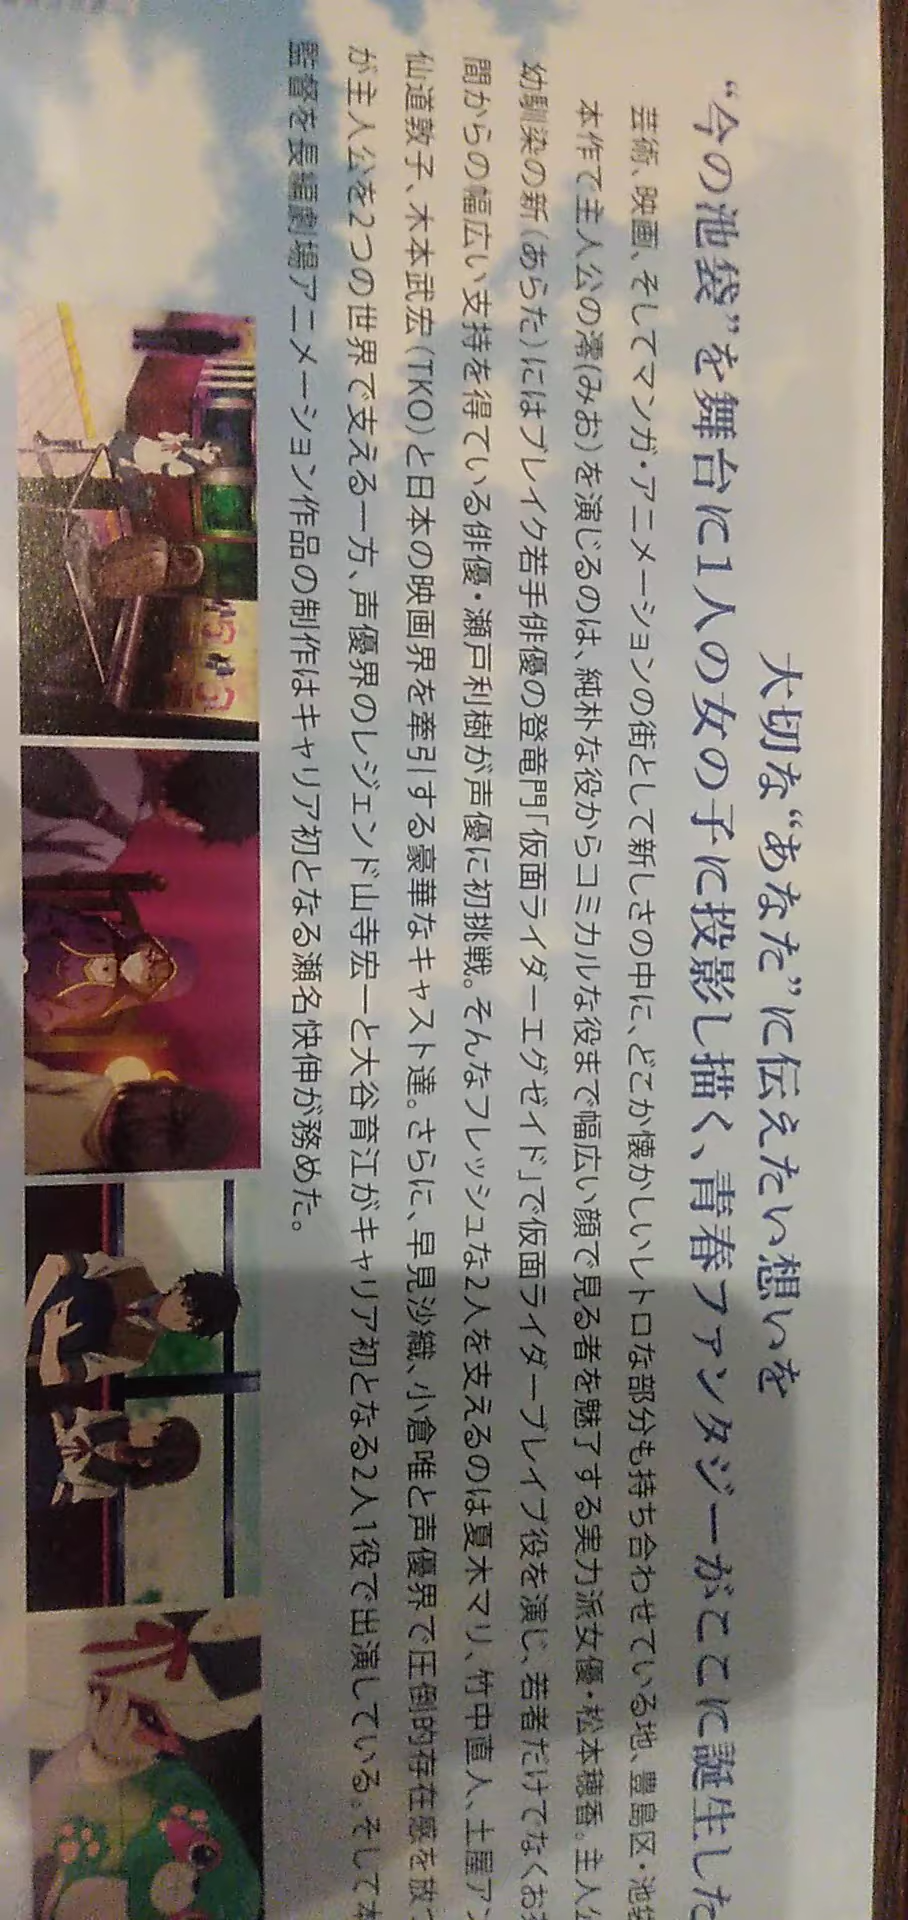 大切な“あなた”に伝えたい想いを
“今の池袋”を舞台に1人の女の子に投影し描く、青春ファンタジーがここに誕生した
芸術、映画、そしてマンガ・アニメーションの街として新しさの中に、どこか懐かしいレトロな部分も持ち合わせている地、豊島区・池袋
本作で主人公の澪(みお)を演じるのは、純朴な役からコミカルな役まで幅広い顔で見る者を魅了する実力派女優・松本穂香。主人公
幼馴染の新(あらた)にはブレイク若手俳優の登竜門「仮面ライダーエグゼイド」で仮面ライダーブレイブ役を演じ、若者だけでなくお茶
間からの幅広い支持を得ている俳優・瀬戸利樹が声優に初挑戦。そんなフレッシュな2人を支えるのは夏木マリ、竹中直人、土屋アン
仙道敦子、木本武宏(TKO)と日本の映画界を牽引する豪華なキャスト達。さらに、早見沙織、小倉唯と声優界で圧倒的存在感を放つ
が主人公を2つの世界で支える一方、声優界のレジェンド山寺宏一と大谷育江がキャリア初となる2人1役で出演している。そして本
監督を長編劇場アニメーション作品の制作はキャリア初となる瀬名快伸が務めた。